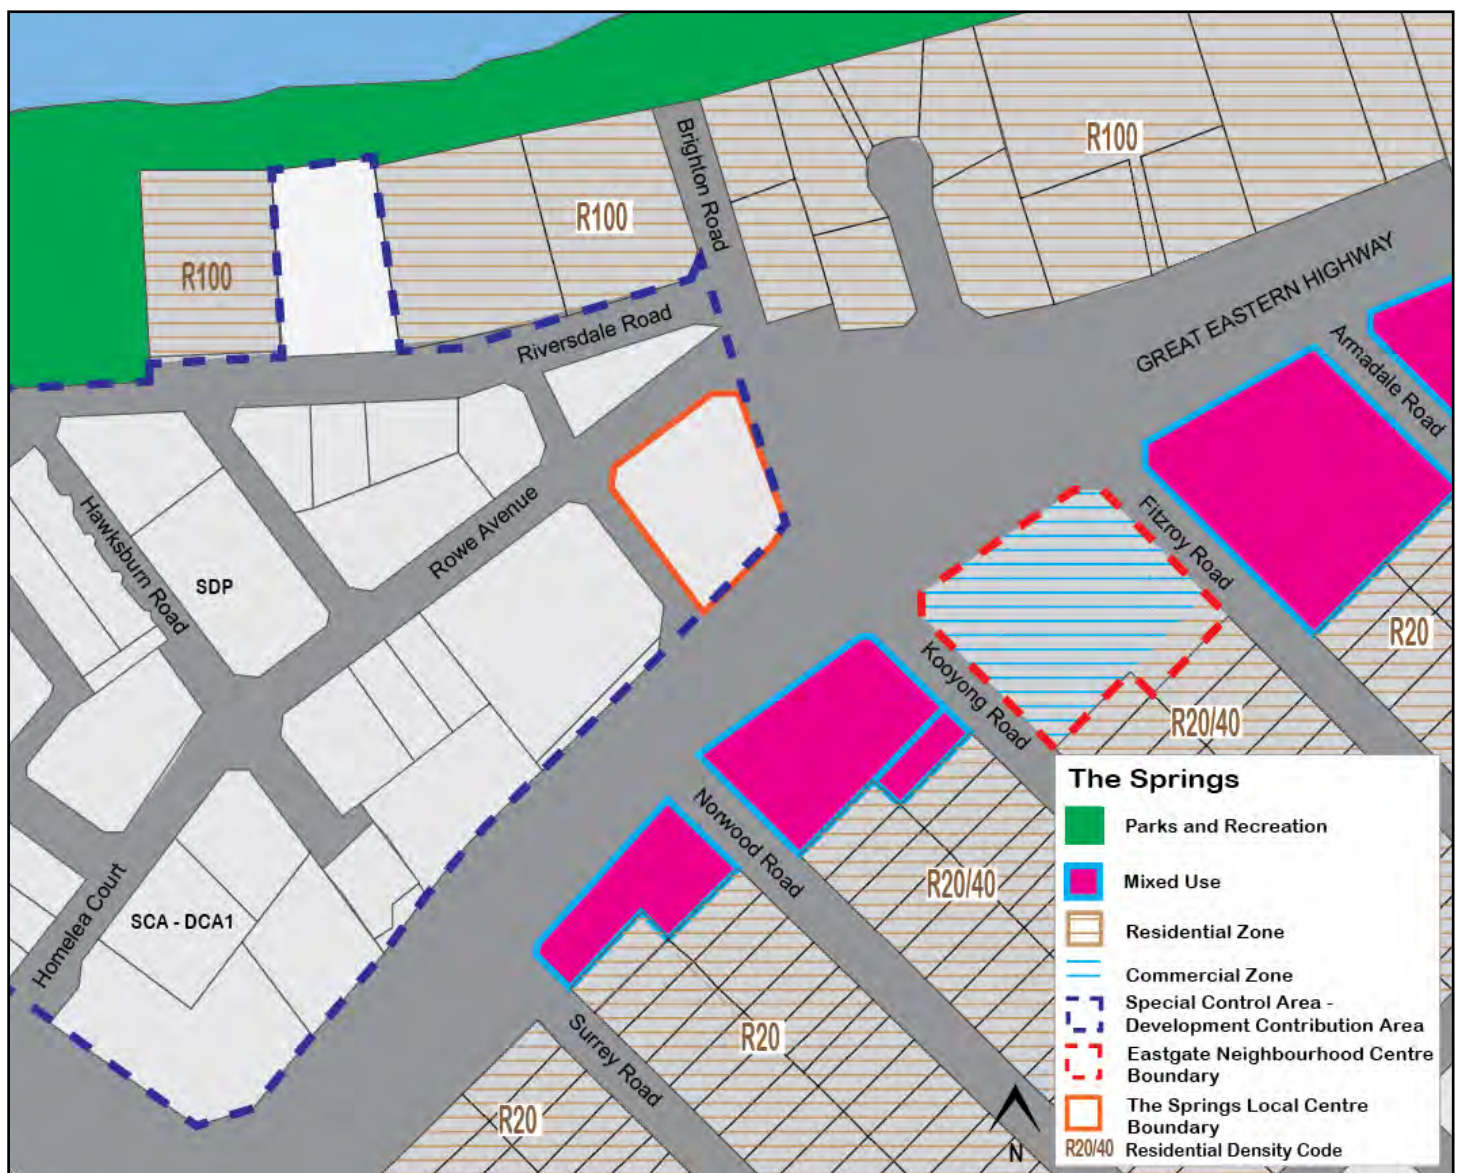 R100
Brighton Road
R100
R100
GREAT EASTERN HIGHWAY
Riversdale Road
Armadale Road
Hawksburn Road
Rowe Avenue
Fitzroy Road
SDP
R20
Kooyong Road
R20/40
Norwood Road
R20/40
Homelea Court
SCA - DCA1
R20
Surrey Road
R20
N
The Springs
Parks and Recreation
Mixed Use
Residential Zone
Commercial Zone
Special Control Area -
Development Contribution Area
Eastgate Neighbourhood Centre
Boundary
The Springs Local Centre
Boundary
R20/40 Residential Density Code